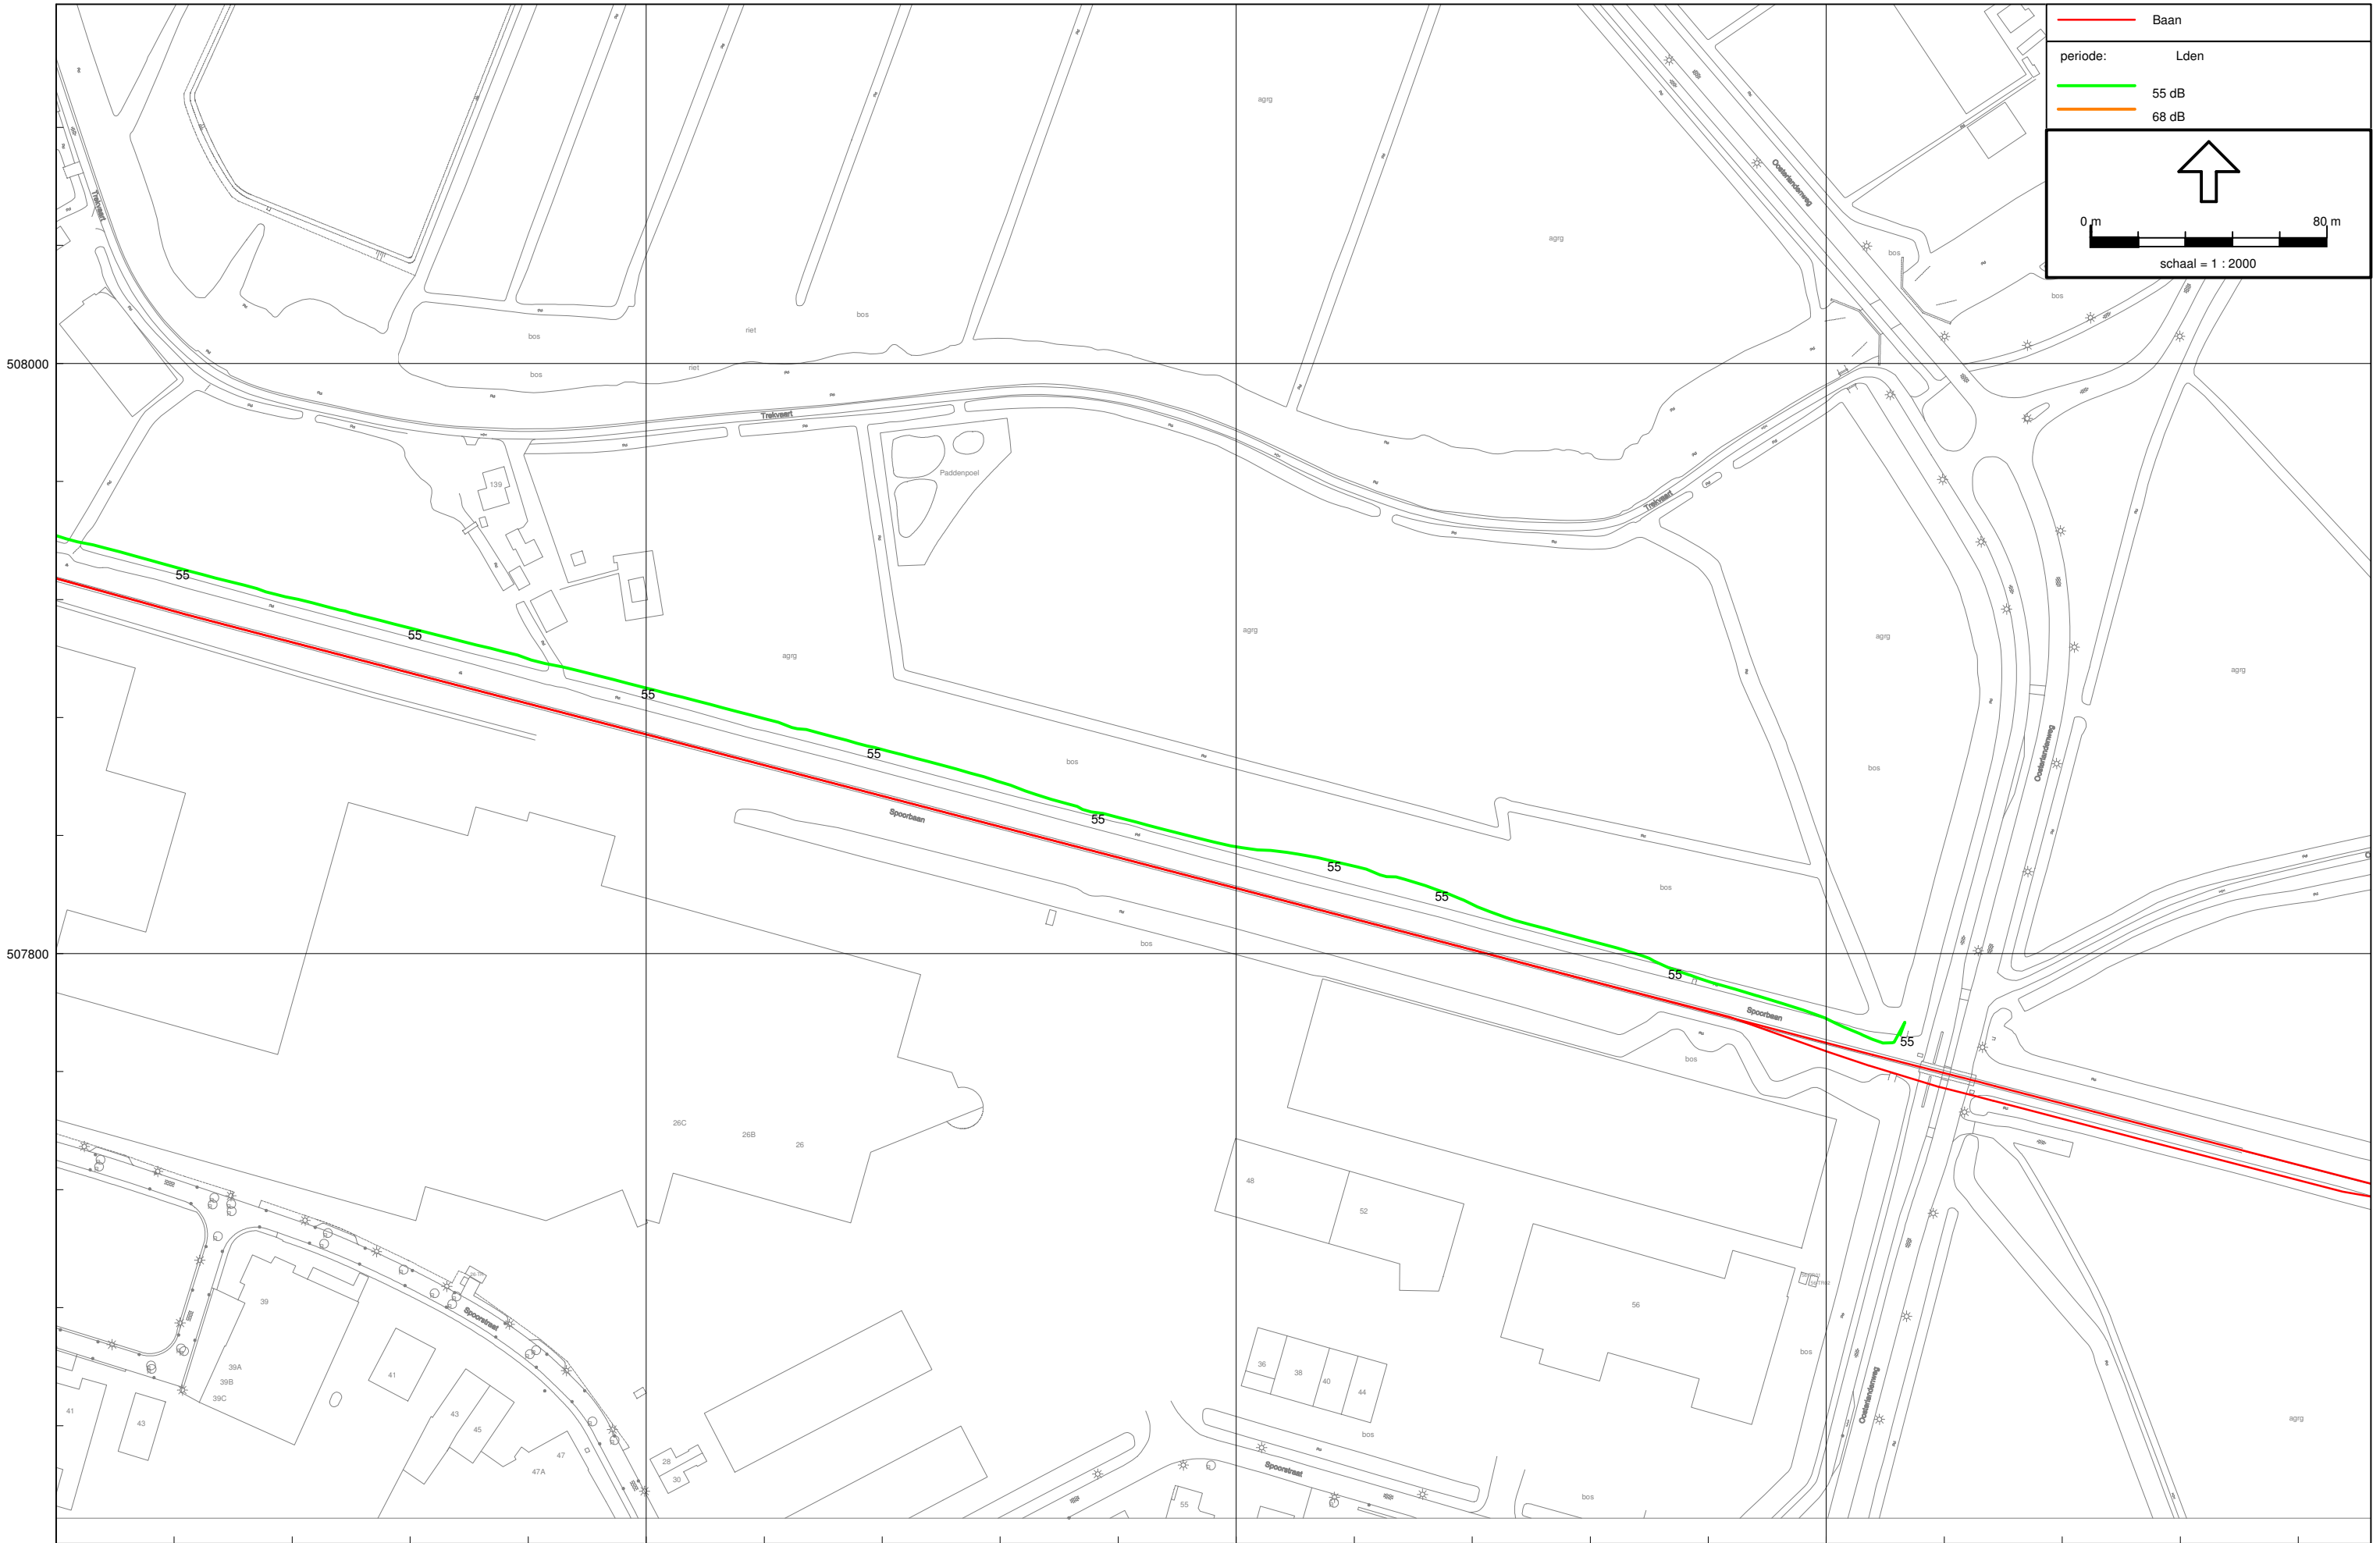 Baan
periode: Lden
55 dB
68 dB
0 m 80 m
schaal = 1 : 2000
agrg
Oosterlanderweg
Trekvaart
agrg
bos
bos
bos
riet
bos
508000
riet
bos
Trekvaart
Paddenpoel
139
Trekvaart
55
agrg
55
agrg
agrg
agrg
55
Oosterlanderweg
55
bos
bos
Spoorbaan
55
55
bos
55
bos
507800
55
Spoorbaan
55
bos
26C
26B
26
48
52
39
56
Spoorstraat
36
38
40
44
39A
39B
39C
41
bos
Oosterlanderweg
41
43
43
45
47
47A
agrg
bos
28
30
Spoorstraat
55
bos